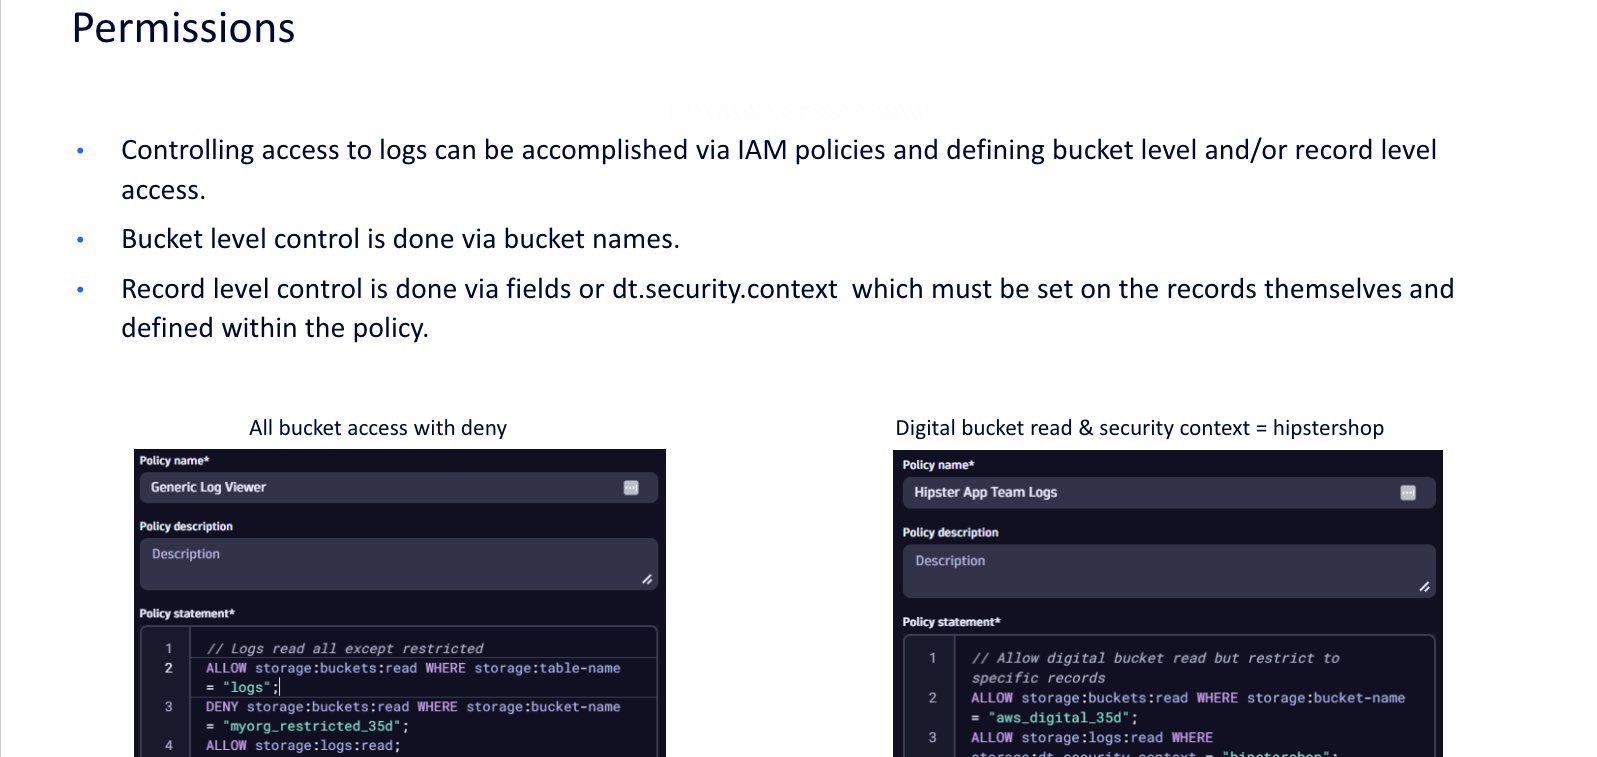 Permissions
• Controlling access to logs can be accomplished via IAM policies and defining bucket level and/or record level
access.
• Bucket level control is done via bucket names.
• Record level control is done via fields or dt.security.context  which must be set on the records themselves and
defined within the policy.
All bucket access with deny
Policy name*
Generic Log Viewer
Policy description
Description
Policy statement*
1 // Logs read all except restricted
2 ALLOW storage:buckets:read WHERE storage:table-name
= "logs";
3 DENY storage:buckets:read WHERE storage:bucket-name
= "myorg_restricted_35d";
4 ALLOW storage:logs:read;
Digital bucket read & security context = hipstershop
Policy name*
Hipster App Team Logs
Policy description
Description
Policy statement*
1 // Allow digital bucket read but restrict to
specific records
2 ALLOW storage:buckets:read WHERE storage:bucket-name
= "aws_digital_35d";
3 ALLOW storage:logs:read WHERE
storage:dt.security_context = "hipstershop";